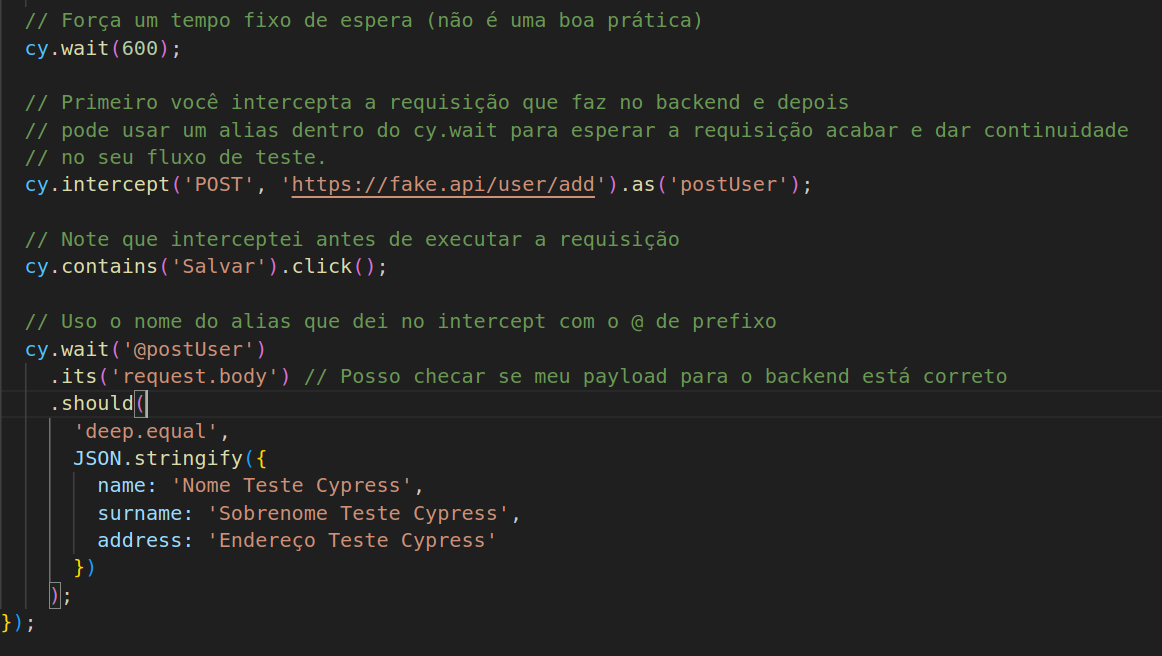 // Força um tempo fixo de espera (não é uma boa prática)
cy.wait(600);
// Primeiro você intercepta a requisição que faz no backend e depois
// pode usar um alias dentro do cy.wait para esperar a requisição acabar e dar continuidade
// no seu fluxo de teste.
cy.intercept('POST', 'https://fake.api/user/add').as('postUser');
// Note que interceptei antes de executar a requisição
cy.contains('Salvar').click();
// Uso o nome do alias que dei no intercept com o @ de prefixo
cy.wait('@postUser')
.its('request.body') // Posso checar se meu payload para o backend está correto
.should(
'deep.equal',
JSON.stringify({
name: 'Nome Teste Cypress',
surname: 'Sobrenome Teste Cypress',
address: 'Endereço Teste Cypress'
})
);
});